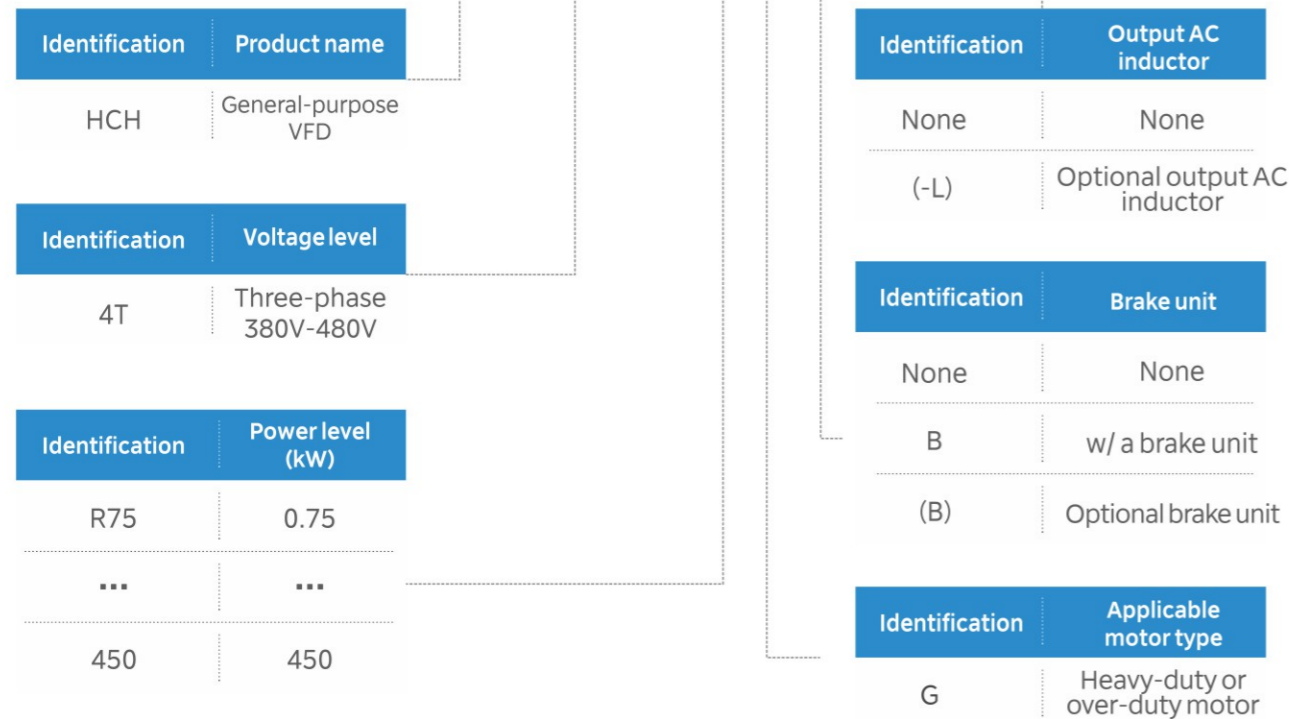 Identification Product name
HCH General-purpose
VFD
Identification Voltage level
4T Three-phase
380V-480V
Identification Power level
(kW)
R75 0.75
... ...
450 450
Identification Output AC
inductor
None None
(-L) Optional output AC
inductor
Identification Brake unit
None None
B w/ a brake unit
(B) Optional brake unit
Identification Applicable
motor type
G Heavy-duty or
over-duty motor